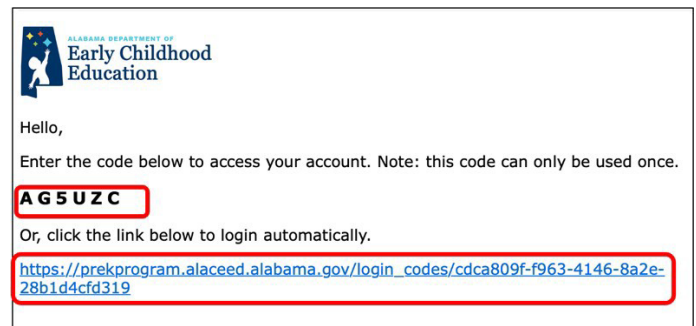 ALABAMA DEPARTMENT OF
Early Childhood
Education
Hello,
Enter the code below to access your account. Note: this code can only be used once.
AG5UZC
Or, click the link below to login automatically.
https://prekprogram.alaceed.alabama.gov/login_codes/cdca809f-f963-4146-8a2e-
28b1d4cfd319